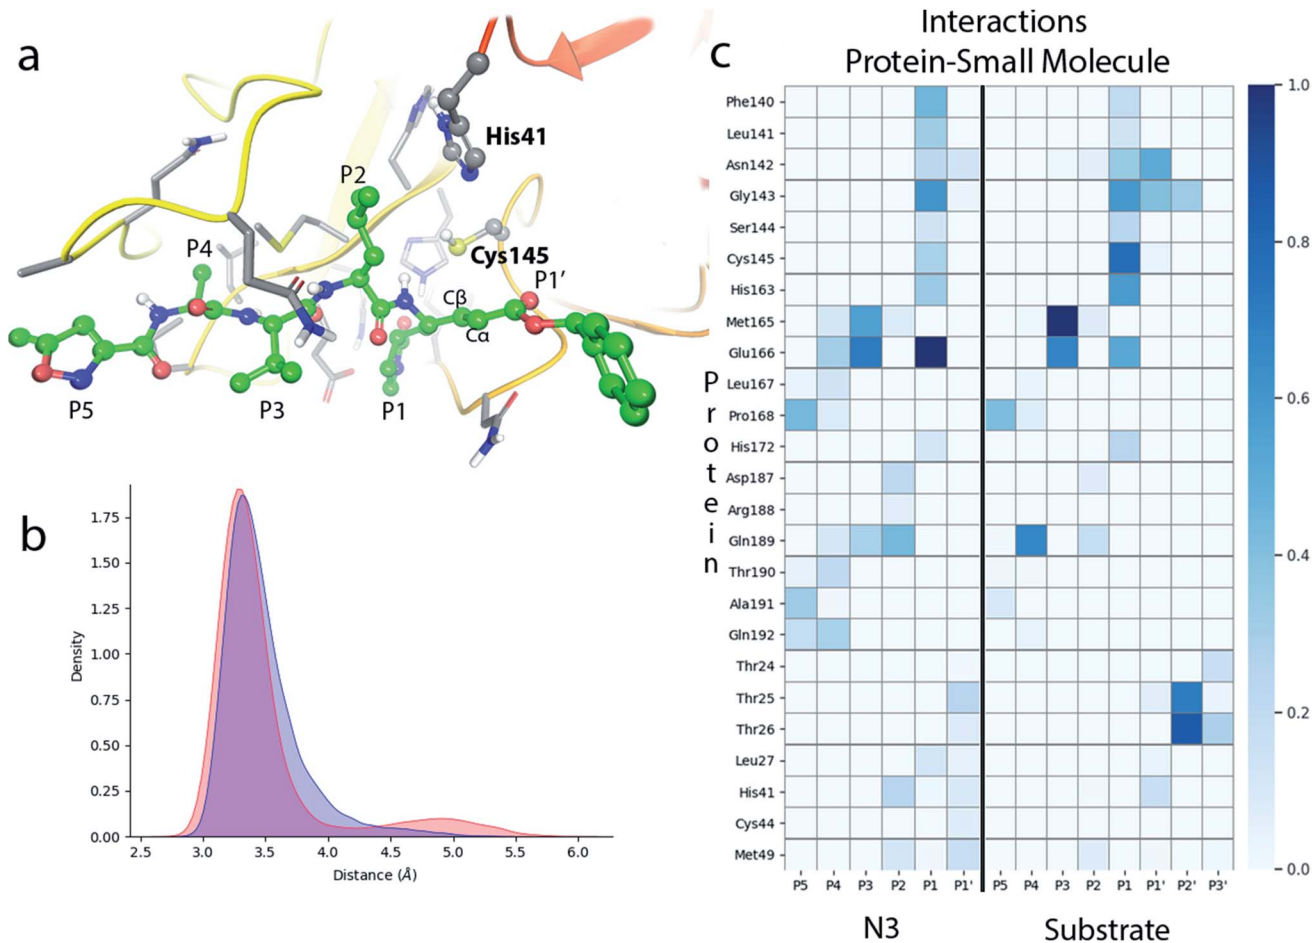 a
His41
P2
Cys145
P4
P1′
Cβ
Cα
P5
P3
P1
b
1.75
1.50
1.25
1.00
0.75
0.50
0.25
0.00
Density
2.5 3.0 3.5 4.0 4.5 5.0 5.5 6.0
Distance (Å)
c
Interactions
Protein-Small Molecule
Protein
Phe140
Leu141
Asn142
Gly143
Ser144
Cys145
His163
Met165
Glu166
Leu167
Pro168
His172
Asp187
Arg188
Gln189
Thr190
Ala191
Gln192
Thr24
Thr25
Thr26
Leu27
His41
Cys44
Met49
P5 P4 P3 P2 P1 P1' P5 P4 P3 P2 P1 P1' P2' P3'
N3 Substrate
1.0
0.8
0.6
0.4
0.2
0.0